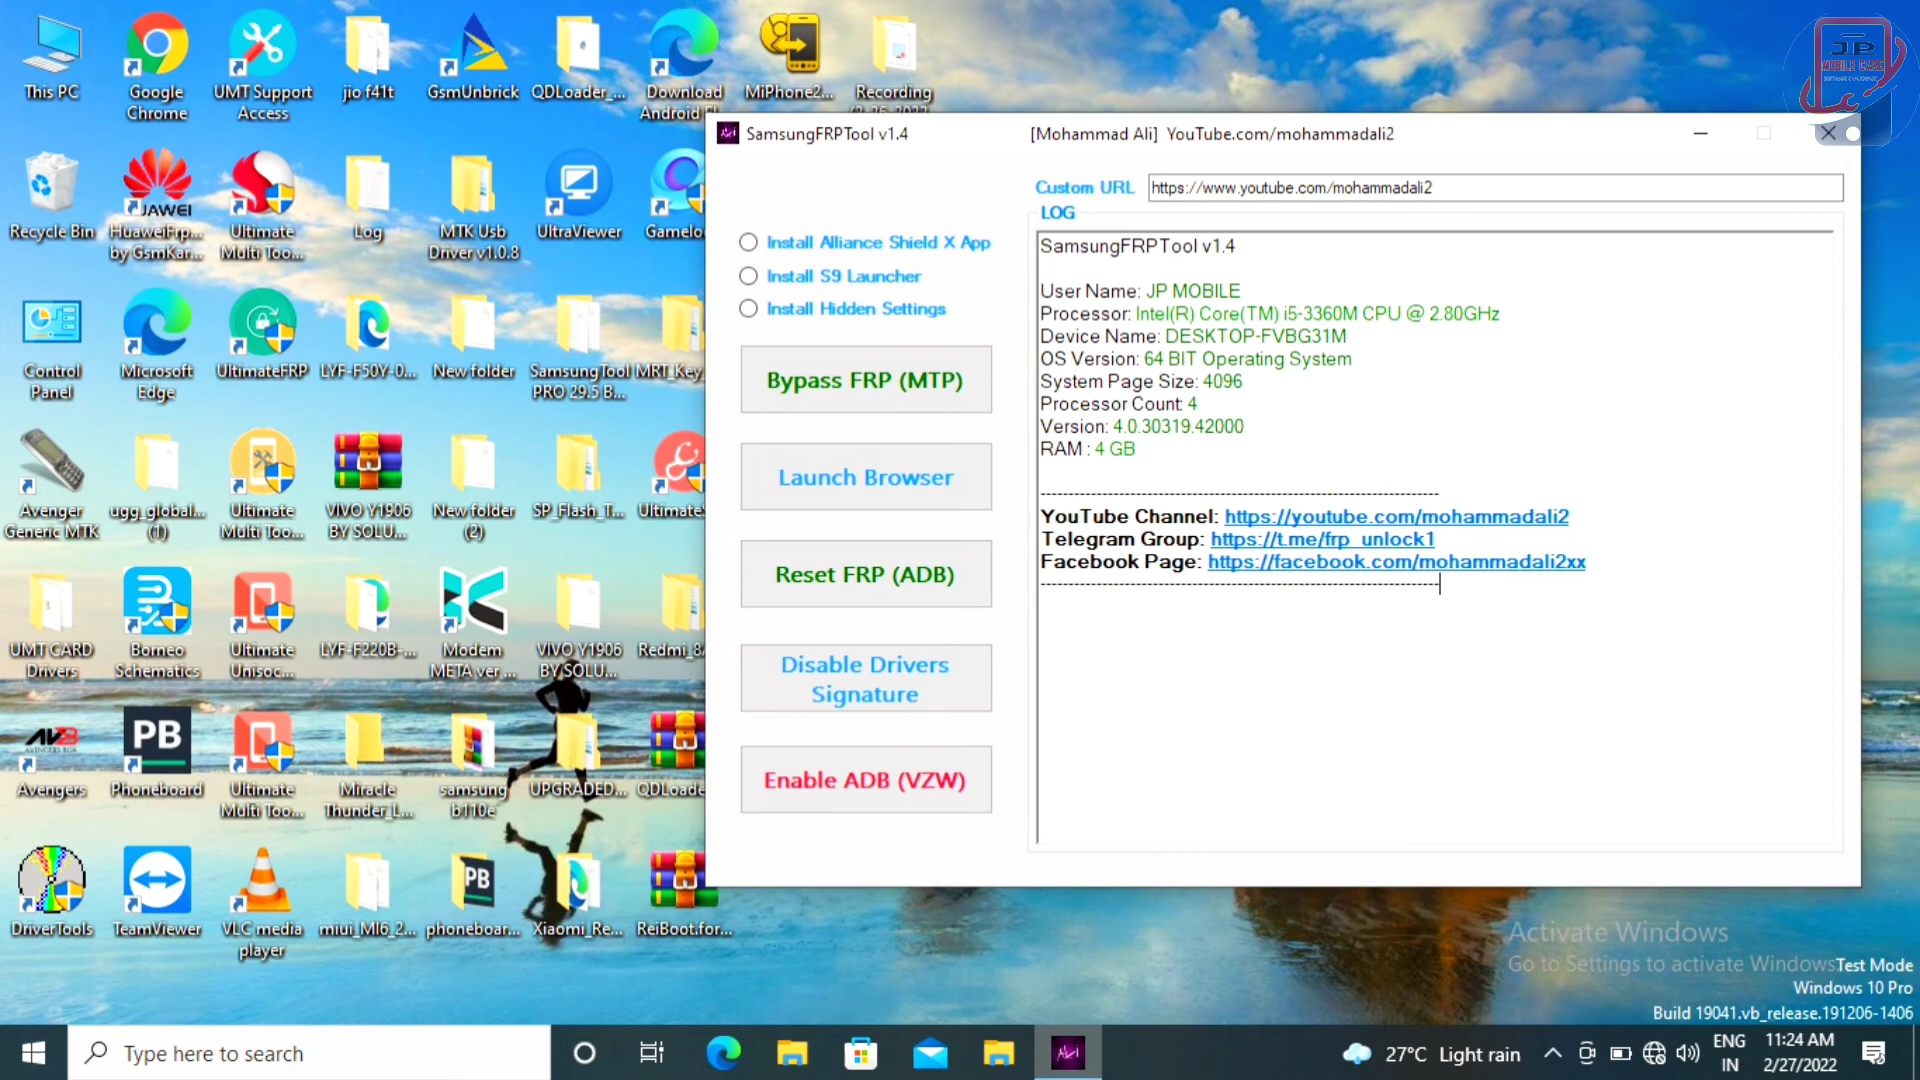 This PC
Google Chrome
UMT Support Access
jio f41t
GsmUnbrick
QDLoader_...
Download Android
MiPhone2...
Recording
Recycle Bin
HuaweiFrp... by GsmKar...
Ultimate Multi Too...
Log
MTK Usb Driver v1.0.8
UltraViewer
Control Panel
Microsoft Edge
UltimateFRP
LYF-F50Y-0...
New folder
SamsungTool PRO 29.5 B...
MRT_Key
Avenger Generic MTK
ugg_global... (1)
Ultimate Multi Too...
VIVO Y1906 BY SOLU...
New folder (2)
SP_Flash_T...
UMT CARD Drivers
Borneo Schematics
Ultimate Unisoc...
LYF-F220B-...
Modem META ver ...
VIVO Y1906 BY SOLU...
Avengers
PB
Phoneboard
Ultimate Multi Too...
Miracle Thunder_L...
samsung b110e
UPGRADED...
DriverTools
TeamViewer
VLC media player
miui_MI6_2...
PB
phoneboar...
Xiaomi_Re...
ReiBoot.for...
JP
MOBILE CARE
SamsungFRPTool v1.4
[Mohammad Ali] YouTube.com/mohammadali2
Custom URL
https://www.youtube.com/mohammadali2
LOG
Install Alliance Shield X App
Install S9 Launcher
Install Hidden Settings
Bypass FRP (MTP)
Launch Browser
Reset FRP (ADB)
Disable Drivers
Signature
Enable ADB (VZW)
SamsungFRPTool v1.4
User Name: JP MOBILE
Processor: Intel(R) Core(TM) i5-3360M CPU @ 2.80GHz
Device Name: DESKTOP-FVBG31M
OS Version: 64 BIT Operating System
System Page Size: 4096
Processor Count: 4
Version: 4.0.30319.42000
RAM : 4 GB
YouTube Channel: https://youtube.com/mohammadali2
Telegram Group: https://t.me/frp_unlock1
Facebook Page: https://facebook.com/mohammadali2xx
Activate Windows
Go to Settings to activate Windows.
Test Mode
Windows 10 Pro
Build 19041.vb_release.191206-1406
Type here to search
27°C Light rain
ENG
IN
11:24 AM
2/27/2022